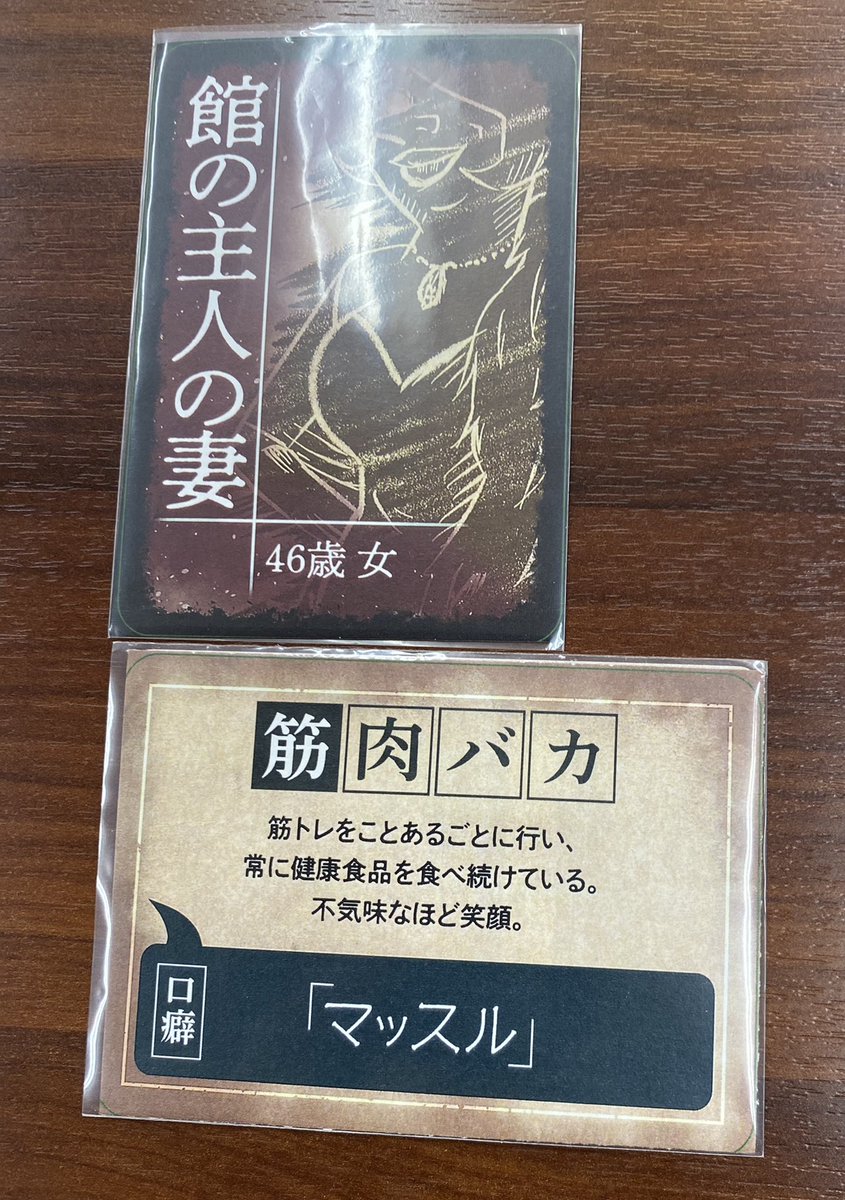 館の主人の妻
46歳 女
筋肉バカ
筋トレをことあるごとに行い、
常に健康食品を食べ続けている。
不気味なほど笑顔。
口癖
「マッスル」